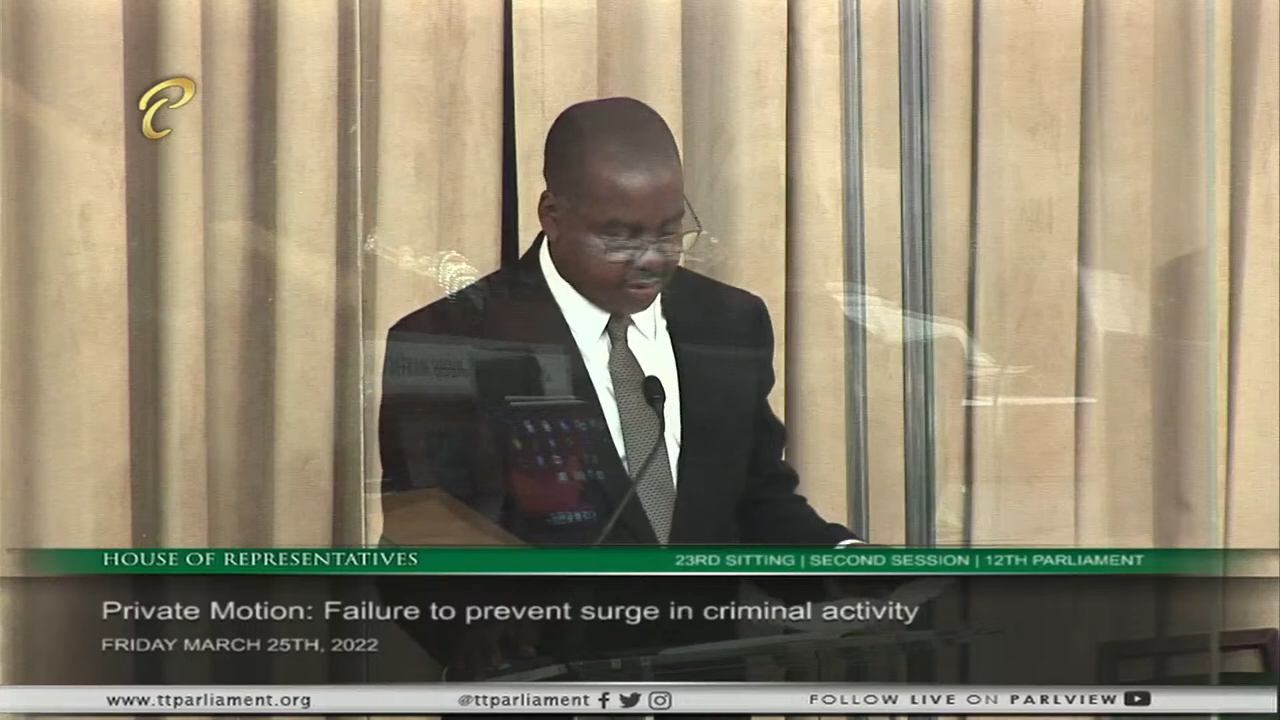 HOUSE OF REPRESENTATIVES
23RD SITTING | SECOND SESSION | 12TH PARLIAMENT
Private Motion: Failure to prevent surge in criminal activity
FRIDAY MARCH 25TH, 2022
www.ttparliament.org
@ttparliament
FOLLOW LIVE ON PARLVIEW